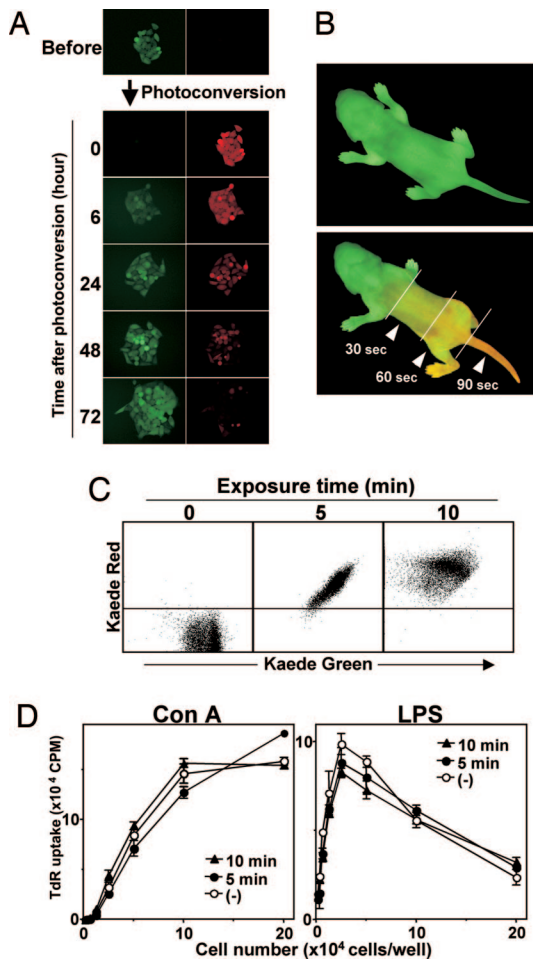 A
Before
Photoconversion
Time after photoconversion (hour)
0
6
24
48
72
B
30 sec
60 sec
90 sec
C
Exposure time (min)
0 5 10
Kaede Red
Kaede Green
D
Con A
TdR uptake (x10⁴ CPM)
10
0
10 min
5 min
(-)
0 10 20
LPS
10
0
10 min
5 min
(-)
0 10 20
Cell number (x10⁴ cells/well)